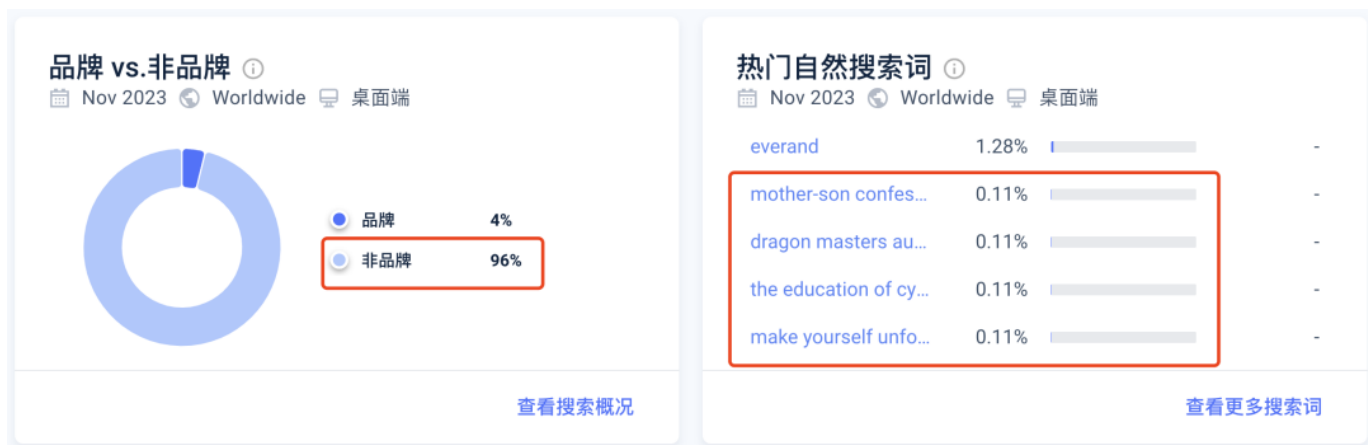 品牌 vs.非品牌
Nov 2023 Worldwide 桌面端
品牌 4%
非品牌 96%
查看搜索概况
热门自然搜索词
Nov 2023 Worldwide 桌面端
everand 1.28% -
mother-son confes... 0.11% -
dragon masters au... 0.11% -
the education of cy... 0.11% -
make yourself unfo... 0.11% -
查看更多搜索词